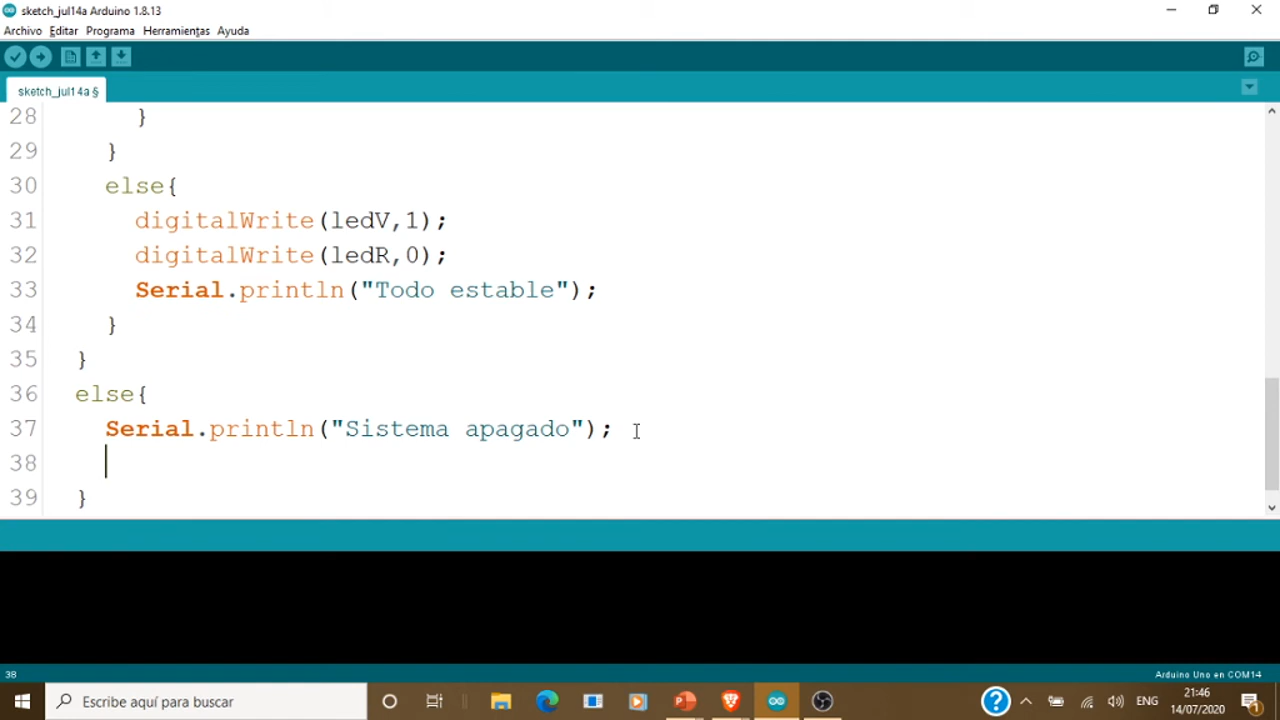 sketch_jul14a Arduino 1.8.13
Archivo Editar Programa Herramientas Ayuda
sketch_jul14a §
28 }
29 }
30 else{
31 digitalWrite(ledV,1);
32 digitalWrite(ledR,0);
33 Serial.println("Todo estable");
34 }
35 }
36 else{
37 Serial.println("Sistema apagado");
38
39 }
38 Arduino Uno en COM14
Escribe aquí para buscar
ENG
21:46
14/07/2020
1